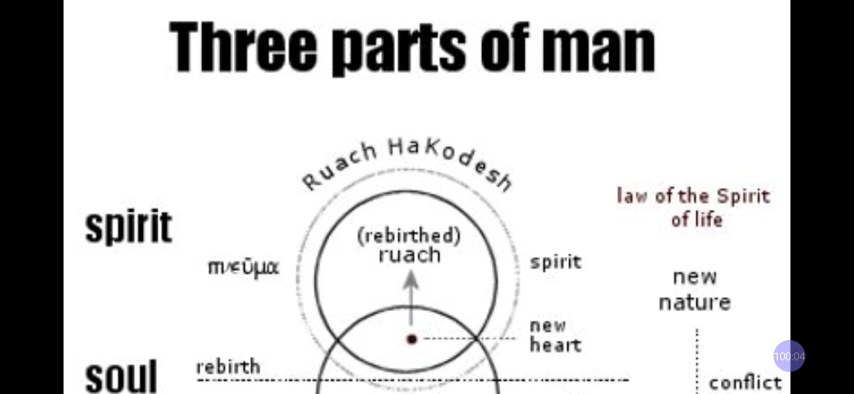 Three parts of man
Ruach HaKodesh
law of the Spirit
of life
spirit
(rebirthed)
ruach
πνεῦμα
spirit
new
nature
new
heart
rebirth
soul
conflict
100:04